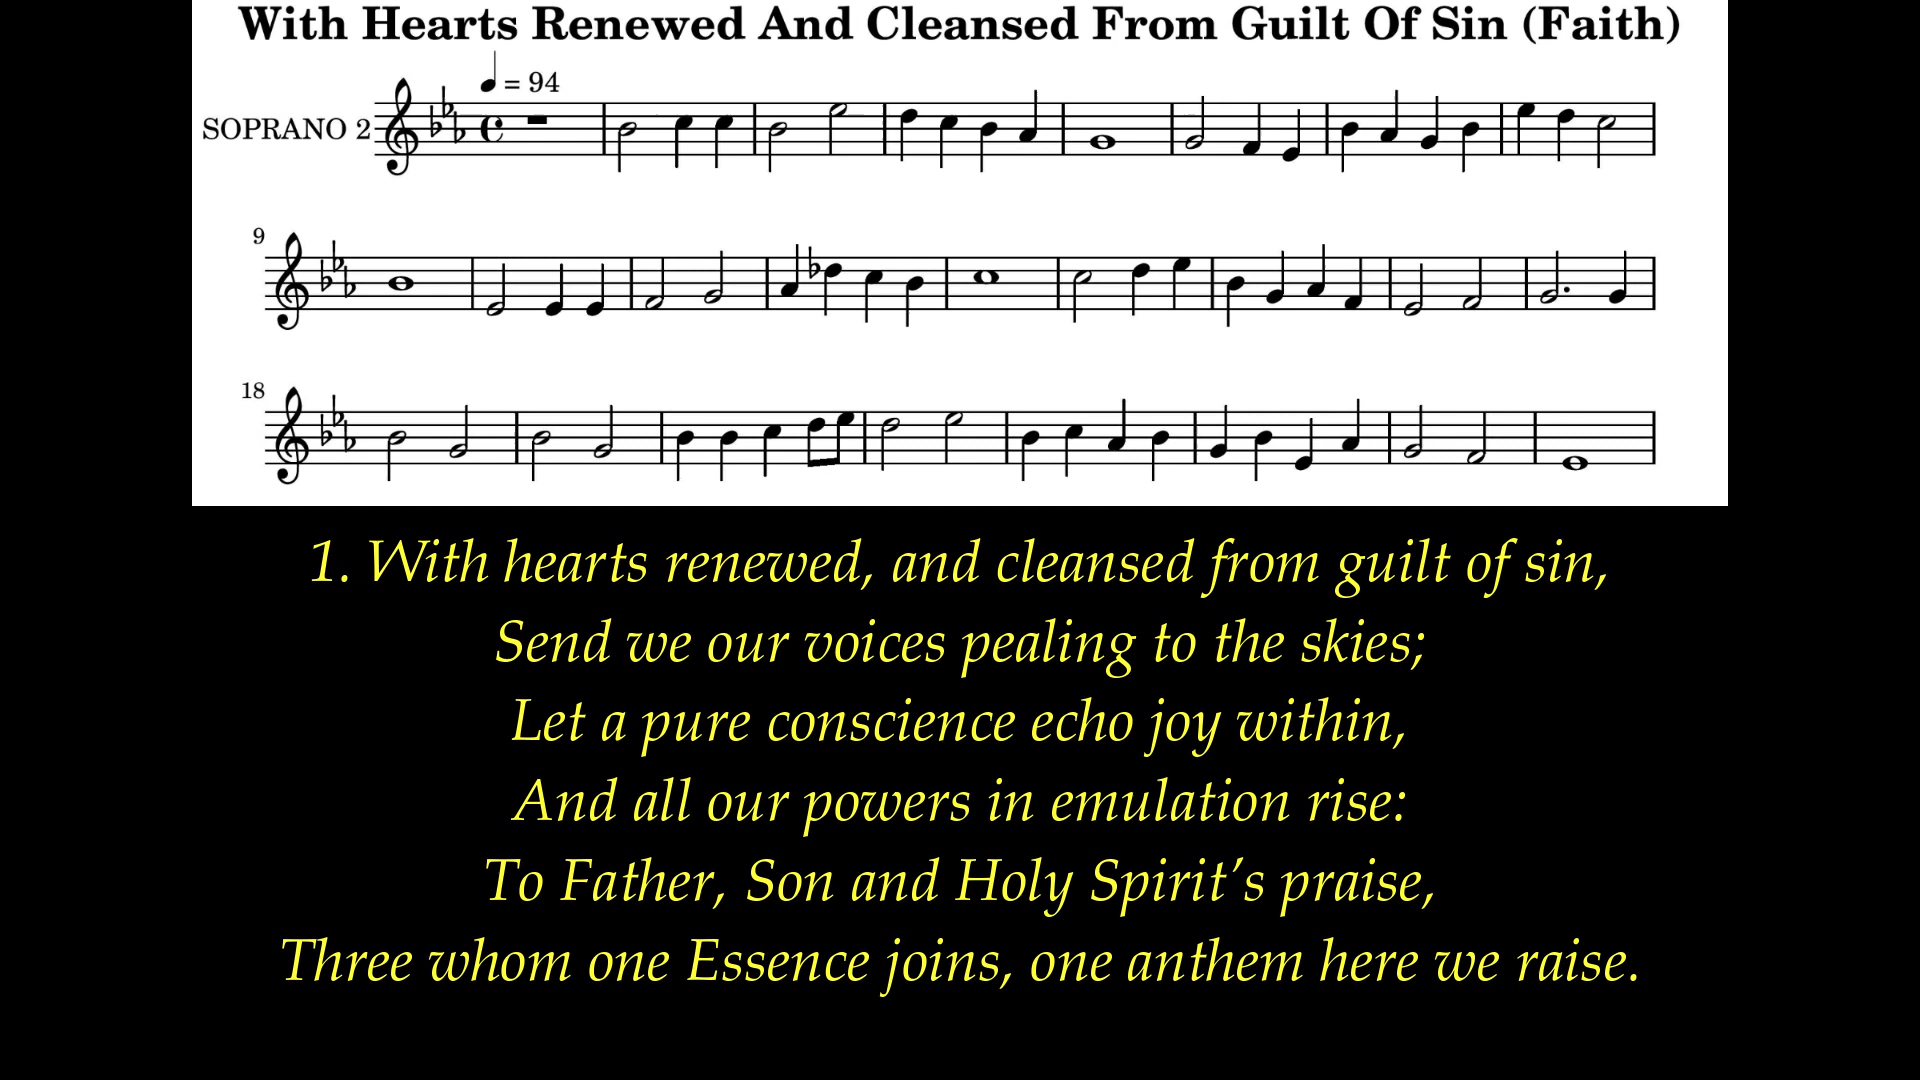 With Hearts Renewed And Cleansed From Guilt Of Sin (Faith)
= 94
SOPRANO 2
9
18
1. With hearts renewed, and cleansed from guilt of sin,
Send we our voices pealing to the skies;
Let a pure conscience echo joy within,
And all our powers in emulation rise:
To Father, Son and Holy Spirit’s praise,
Three whom one Essence joins, one anthem here we raise.